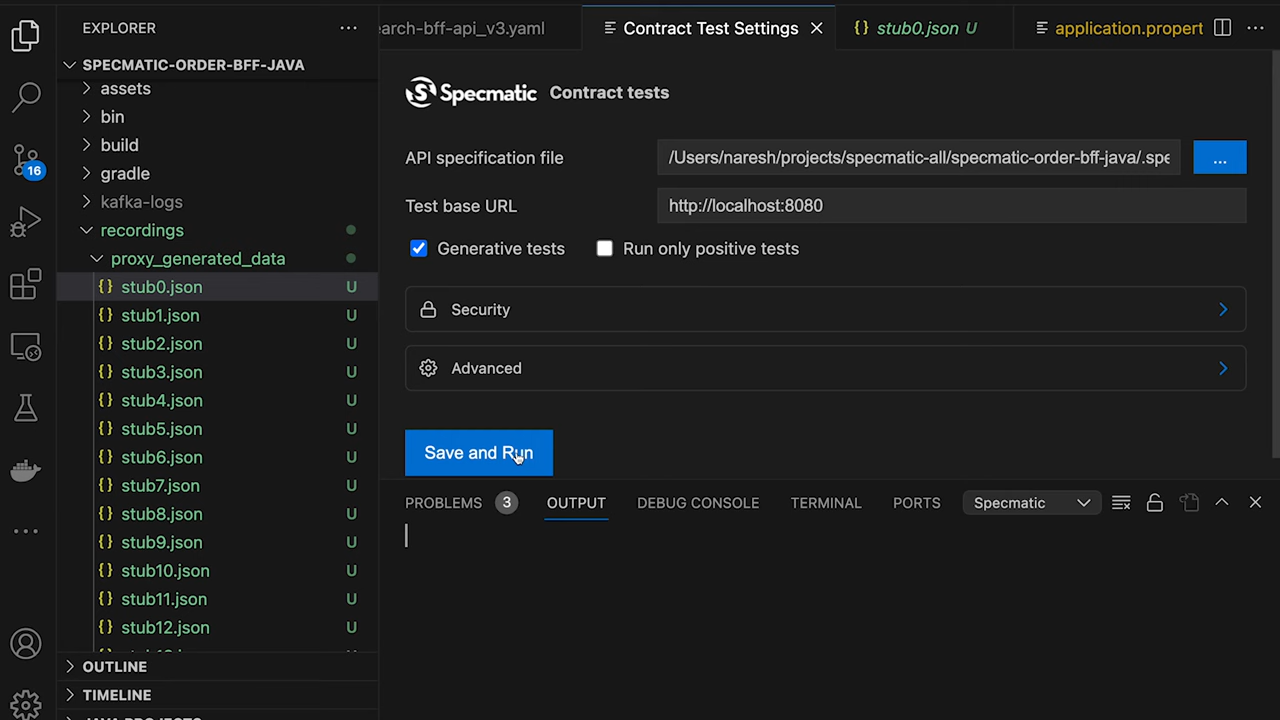 EXPLORER
SPECMATIC-ORDER-BFF-JAVA
assets
bin
build
gradle
kafka-logs
recordings
proxy_generated_data
{} stub0.json U
{} stub1.json U
{} stub2.json U
{} stub3.json U
{} stub4.json U
{} stub5.json U
{} stub6.json U
{} stub7.json U
{} stub8.json U
{} stub9.json U
{} stub10.json U
{} stub11.json U
{} stub12.json U
OUTLINE
TIMELINE
16
earch-bff-api_v3.yaml
Contract Test Settings
{} stub0.json U
application.propert
Specmatic Contract tests
API specification file
/Users/naresh/projects/specmatic-all/specmatic-order-bff-java/.spe
...
Test base URL
http://localhost:8080
Generative tests
Run only positive tests
Security
Advanced
Save and Run
PROBLEMS 3 OUTPUT DEBUG CONSOLE TERMINAL PORTS
Specmatic